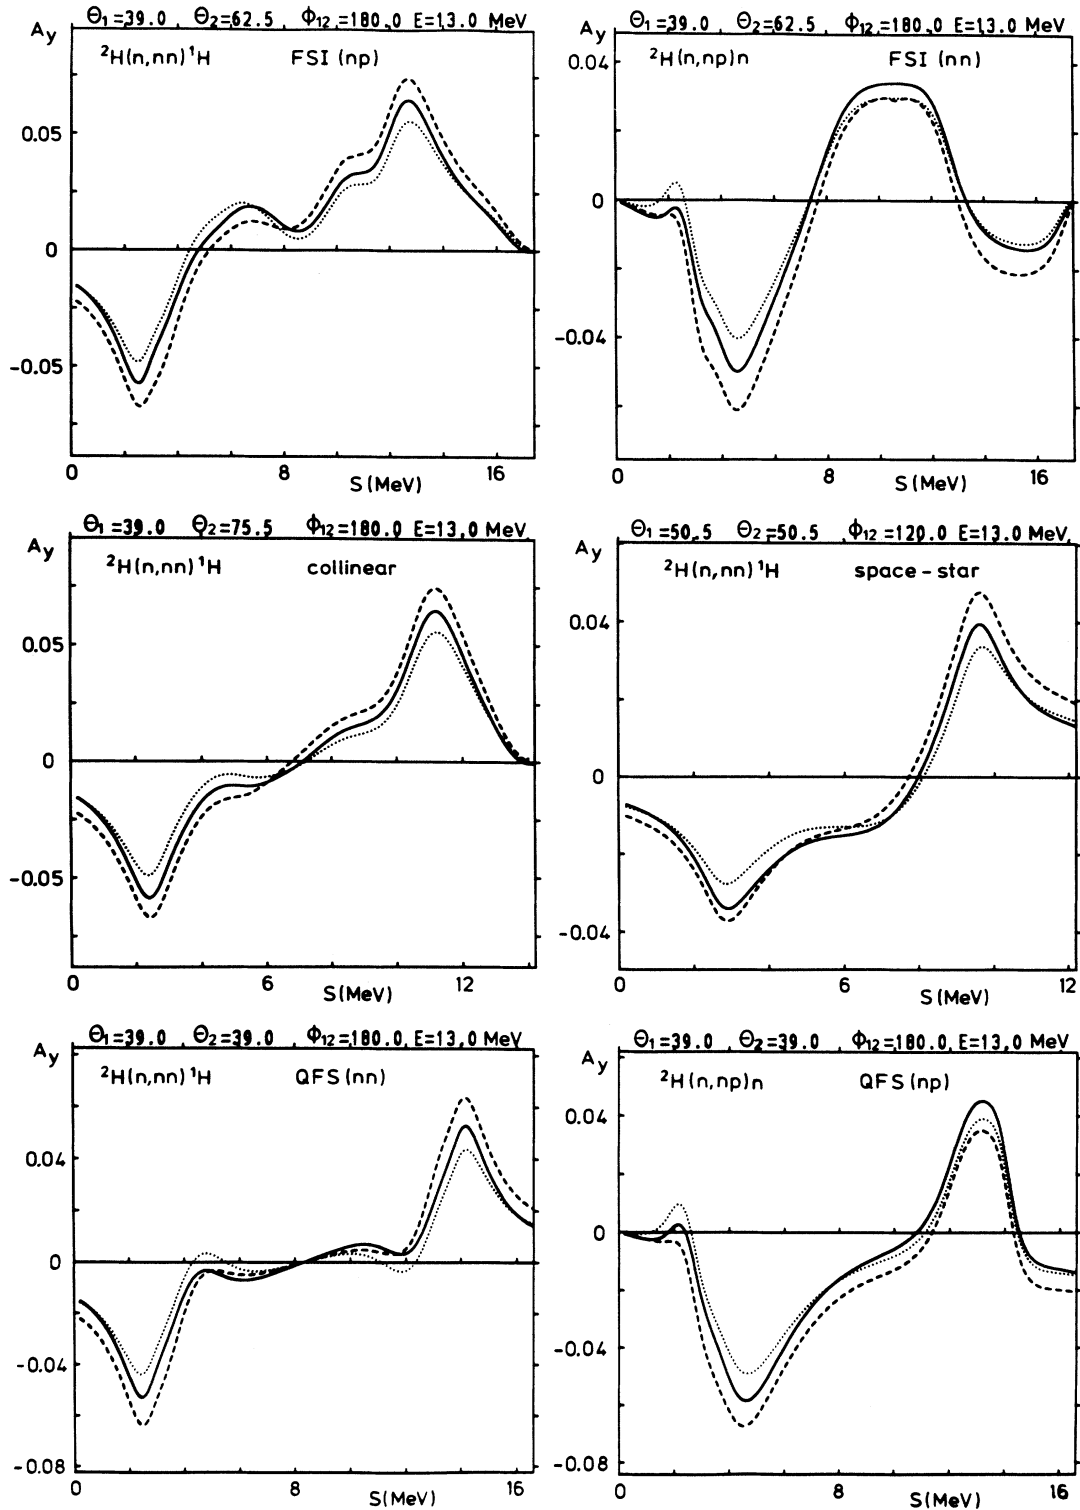 Θ1=39.0 Θ2=62.5 Φ12=180.0 E=13.0 MeV
Ay
²H(n,nn)¹H FSI (np)
0.05
0
-0.05
0 8 16
S(MeV)
Θ1=39.0 Θ2=62.5 Φ12=180.0 E=13.0 MeV
Ay
²H(n,np)n FSI (nn)
0.04
0
-0.04
0 8 16
S(MeV)
Θ1=39.0 Θ2=75.5 Φ12=180.0 E=13.0 MeV
Ay
²H(n,nn)¹H collinear
0.05
0
-0.05
0 6 12
S(MeV)
Θ1=50.5 Θ2=50.5 Φ12=120.0 E=13.0 MeV
Ay
²H(n,nn)¹H space-star
0.04
0
-0.04
0 6 12
S(MeV)
Θ1=39.0 Θ2=39.0 Φ12=180.0 E=13.0 MeV
Ay
²H(n,nn)¹H QFS (nn)
0.04
0
-0.04
-0.08
0 8 16
S(MeV)
Θ1=39.0 Θ2=39.0 Φ12=180.0 E=13.0 MeV
Ay
²H(n,np)n QFS (np)
0.04
0
-0.04
-0.08
0 8 16
S(MeV)